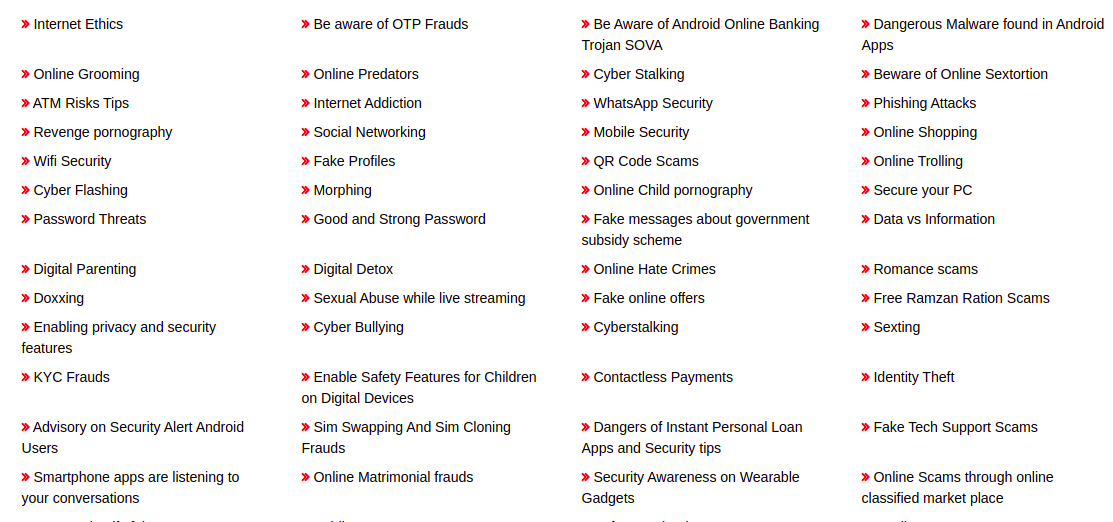 » Internet Ethics
» Be aware of OTP Frauds
» Be Aware of Android Online Banking
Trojan SOVA
» Dangerous Malware found in Android
Apps
» Online Grooming
» Online Predators
» Cyber Stalking
» Beware of Online Sextortion
» ATM Risks Tips
» Internet Addiction
» WhatsApp Security
» Phishing Attacks
» Revenge pornography
» Social Networking
» Mobile Security
» Online Shopping
» Wifi Security
» Fake Profiles
» QR Code Scams
» Online Trolling
» Cyber Flashing
» Morphing
» Online Child pornography
» Secure your PC
» Password Threats
» Good and Strong Password
» Fake messages about government
subsidy scheme
» Data vs Information
» Digital Parenting
» Digital Detox
» Online Hate Crimes
» Romance scams
» Doxxing
» Sexual Abuse while live streaming
» Fake online offers
» Free Ramzan Ration Scams
» Enabling privacy and security
features
» Cyber Bullying
» Cyberstalking
» Sexting
» KYC Frauds
» Enable Safety Features for Children
on Digital Devices
» Contactless Payments
» Identity Theft
» Advisory on Security Alert Android
Users
» Sim Swapping And Sim Cloning
Frauds
» Dangers of Instant Personal Loan
Apps and Security tips
» Fake Tech Support Scams
» Smartphone apps are listening to
your conversations
» Online Matrimonial frauds
» Security Awareness on Wearable
Gadgets
» Online Scams through online
classified market place